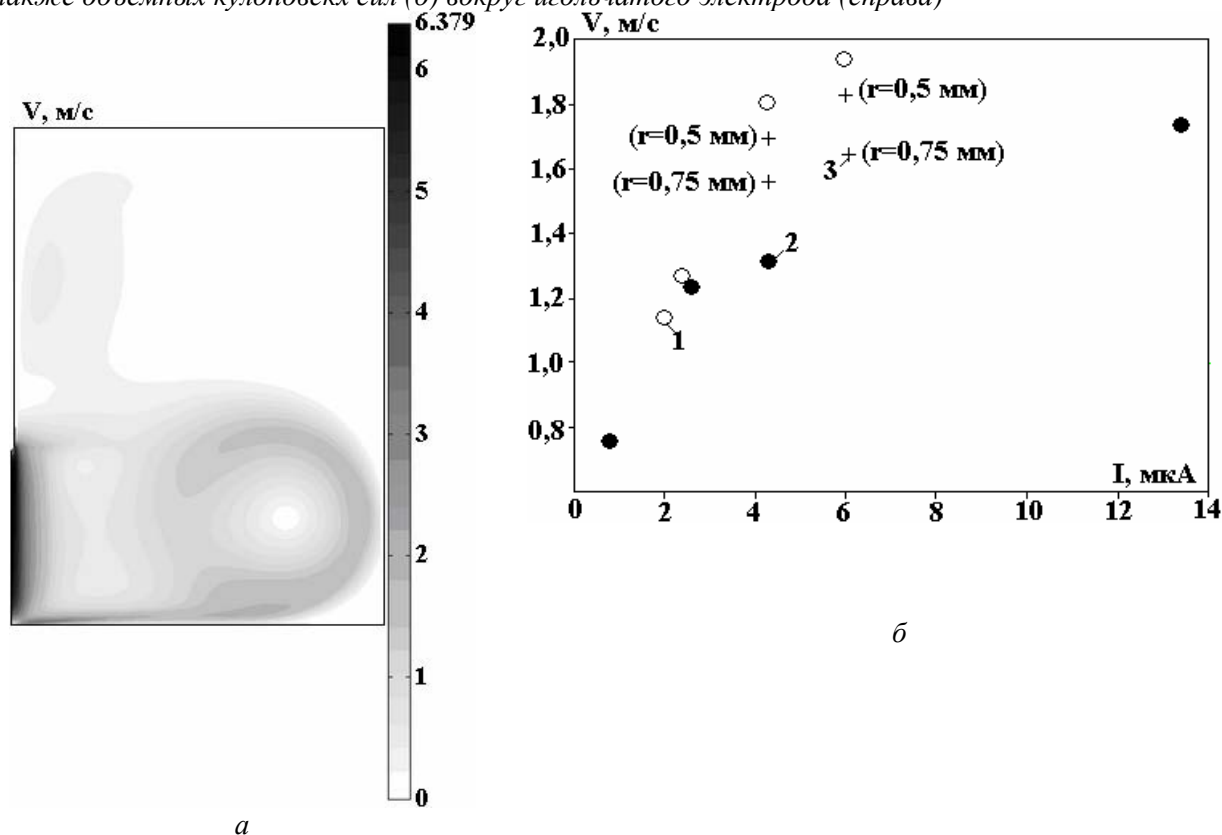 также объемных кулоповскх сил (б) вокруг игольчатого электрода (справа)
6.379
6
5
4
3
2
1
0
V, м/с
а
V, м/с
2,0
1,8
1,6
1,4
1,2
1,0
0,8
(r=0,5 мм)
(r=0,5 мм)
(r=0,75 мм)
3
(r=0,75 мм)
2
1
I, мкА
0
2
4
6
8
10
12
14
б